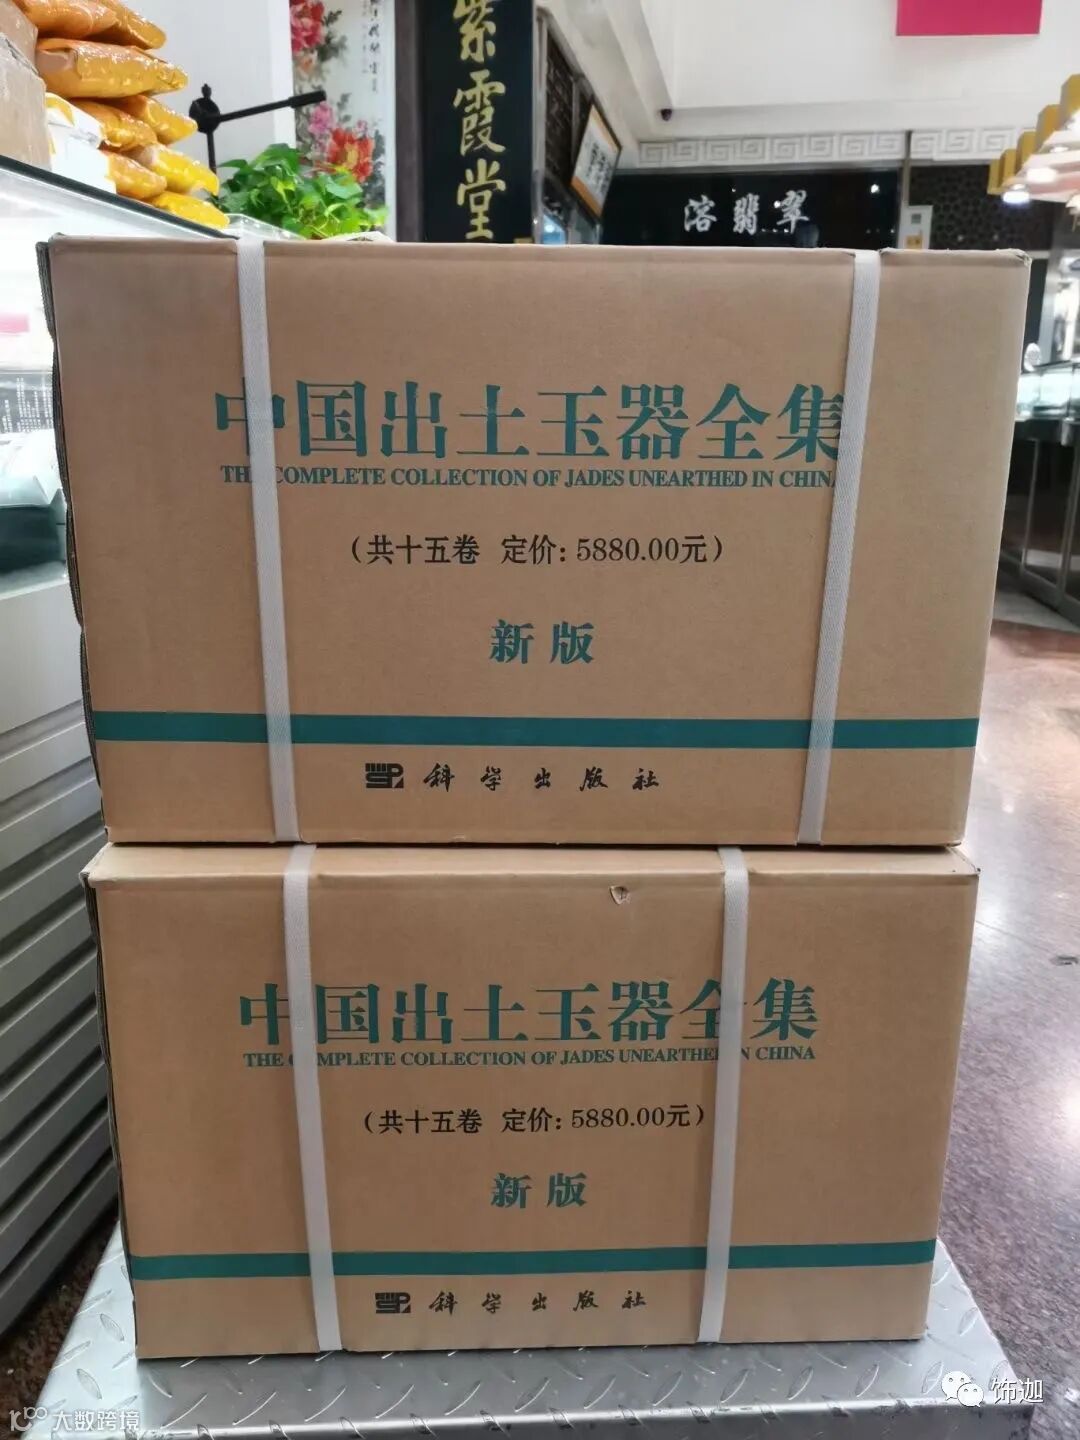 紫霞堂
溶翡翠
中国出土玉器全集
THE COMPLETE COLLECTION OF JADES UNEARTHED IN CHINA
（共十五卷 定价：5880.00元）
新版
科学出版社
中国出土玉器全集
THE COMPLETE COLLECTION OF JADES UNEARTHED IN CHINA
（共十五卷 定价：5880.00元）
新版
科学出版社
饰迦
大数跨境